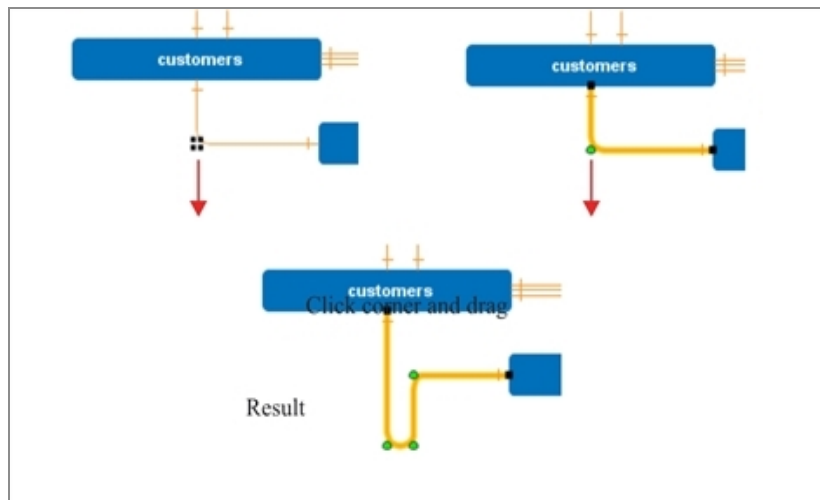 customers
customers
customers
Click corner and drag
Result